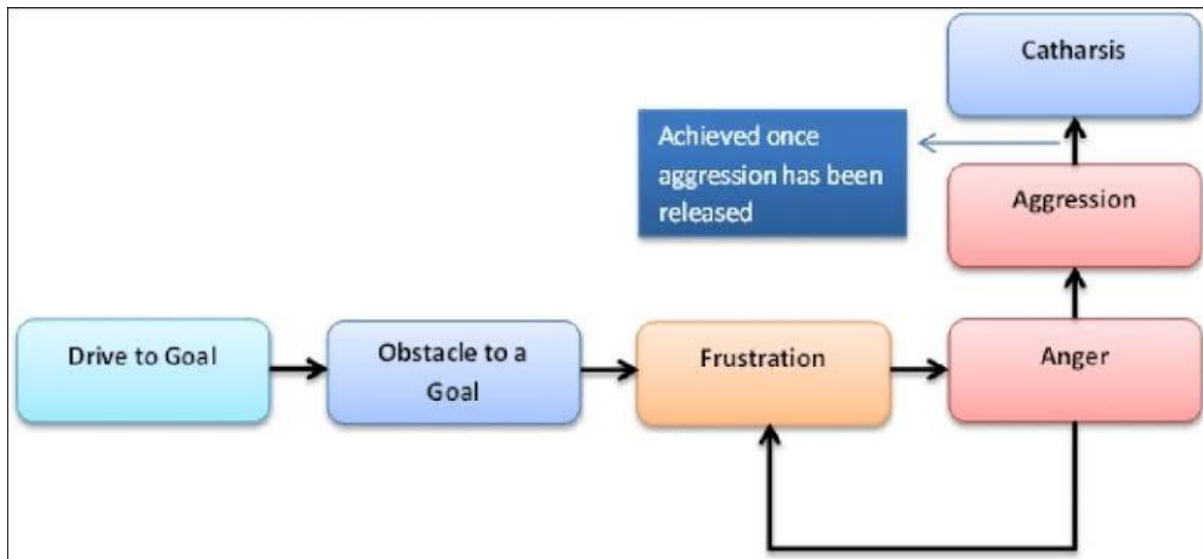 Catharsis
Achieved once
aggression has been
released
Aggression
Drive to Goal
Obstacle to a
Goal
Frustration
Anger